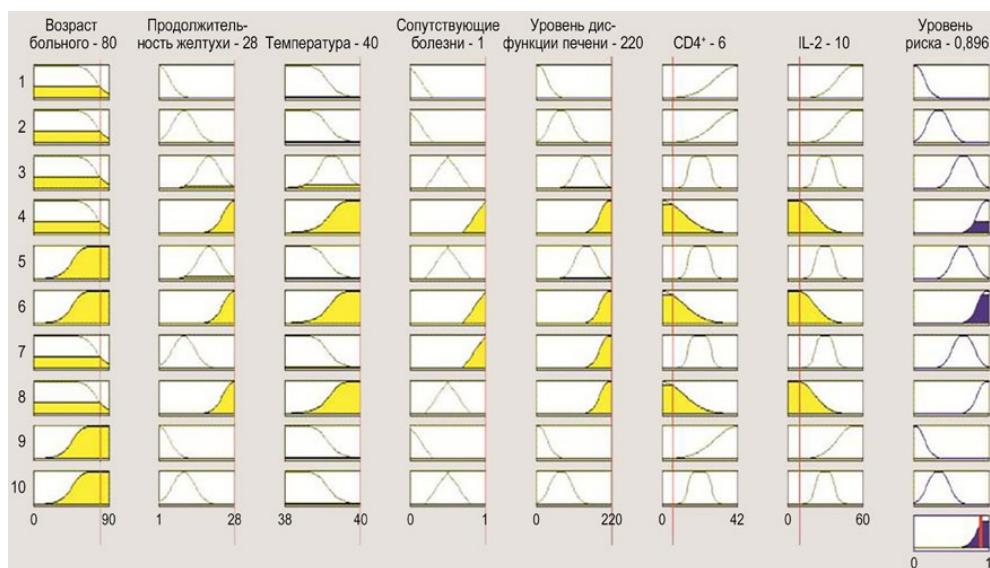 Возраст
больного - 80
Продолжитель-
ность желтухи - 28
Температура - 40
Сопутствующие
болезни - 1
Уровень дис-
функции печени - 220
CD4⁺ - 6
IL-2 - 10
Уровень
риска - 0,896
1
2
3
4
5
6
7
8
9
10
0 90 1 28 38 40 0 1 0 220 0 42 0 60
0 1